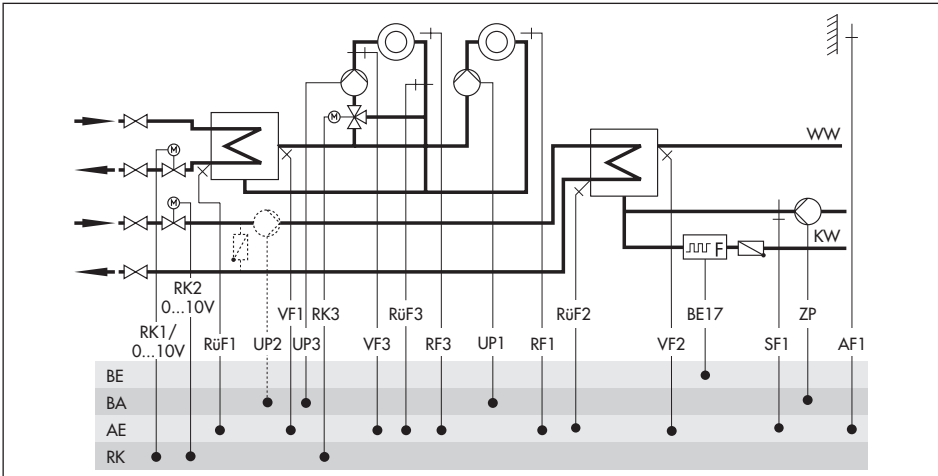 M
M
M
WW
KW
F
RK2
0...10V
VF1
RK3
RüF3
RüF2
BE17
ZP
RK1/
0...10V
RüF1
UP2
UP3
VF3
RF3
UP1
RF1
VF2
SF1
AF1
BE
BA
AE
RK